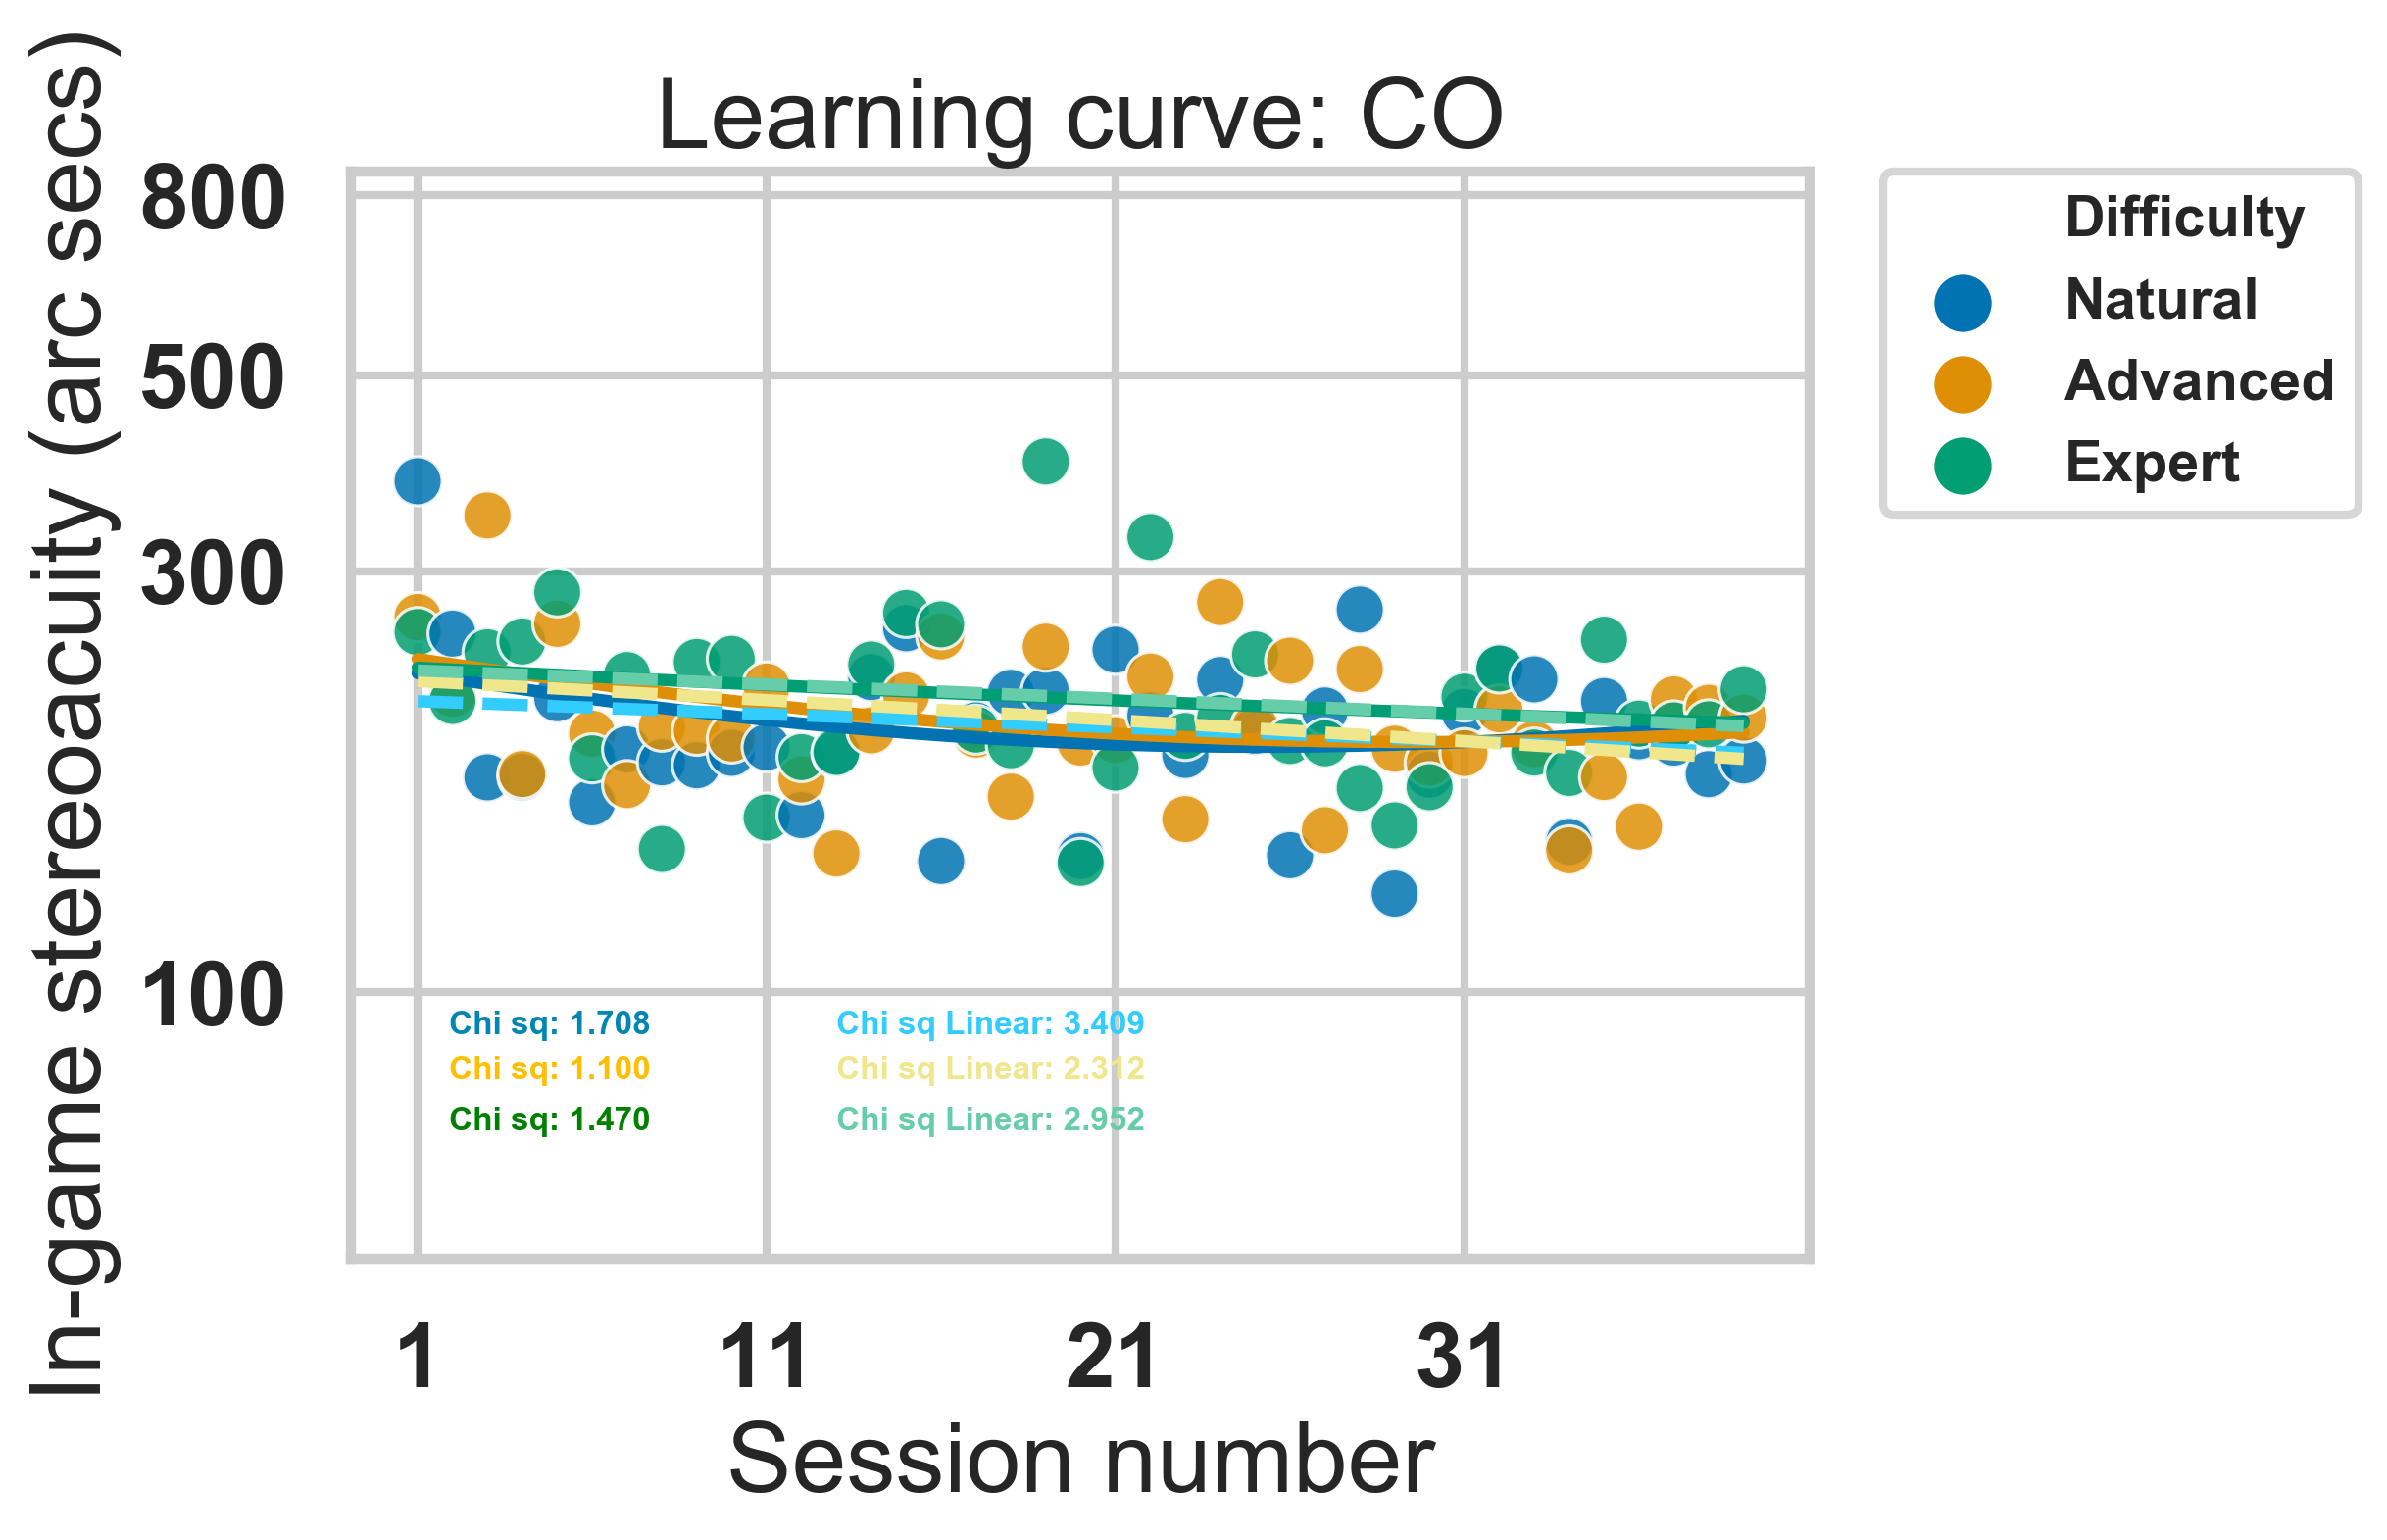 Learning curve: CO
In-game stereoacuity (arc secs)
800
500
300
100
Difficulty
Natural
Advanced
Expert
Chi sq: 1.708
Chi sq Linear: 3.409
Chi sq: 1.100
Chi sq Linear: 2.312
Chi sq: 1.470
Chi sq Linear: 2.952
1
11
21
31
Session number